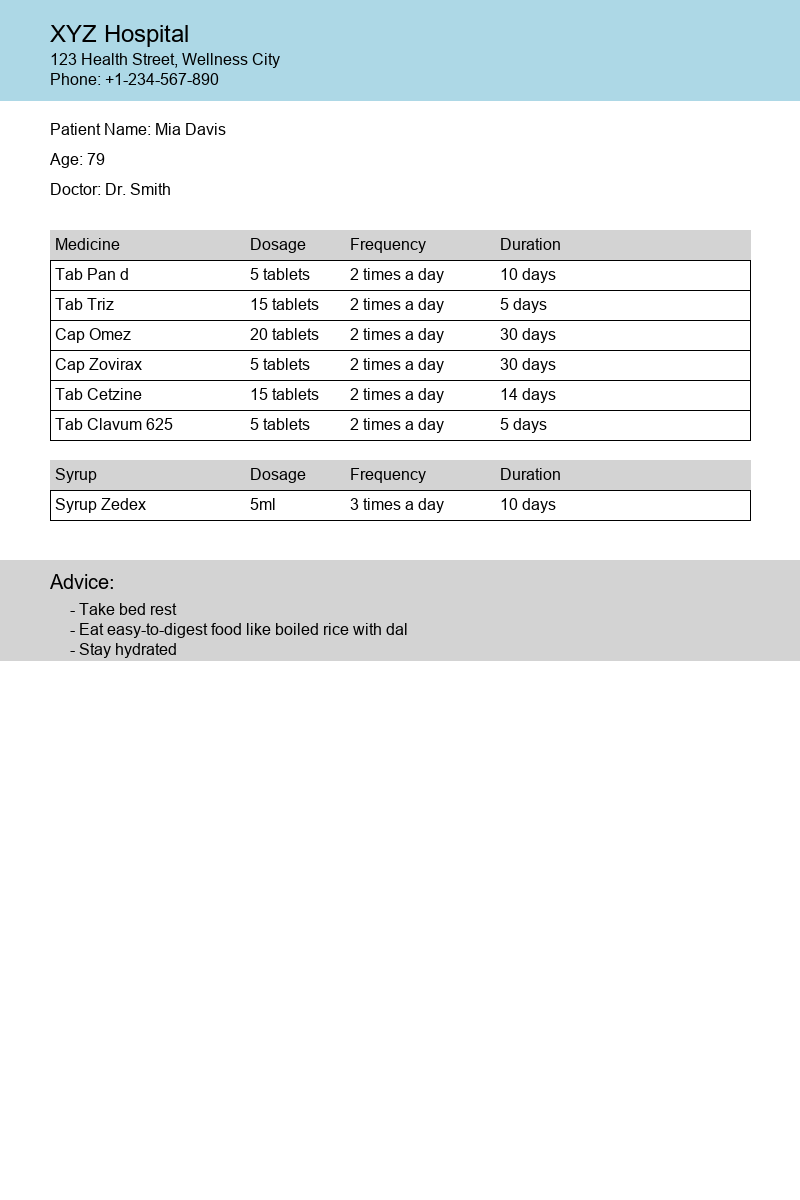 XYZ Hospital
123 Health Street, Wellness City
Phone: +1-234-567-890
Patient Name: Mia Davis
Age: 79
Doctor: Dr. Smith
Medicine Dosage Frequency Duration
Tab Pan d 5 tablets 2 times a day 10 days
Tab Triz 15 tablets 2 times a day 5 days
Cap Omez 20 tablets 2 times a day 30 days
Cap Zovirax 5 tablets 2 times a day 30 days
Tab Cetzine 15 tablets 2 times a day 14 days
Tab Clavum 625 5 tablets 2 times a day 5 days
Syrup Dosage Frequency Duration
Syrup Zedex 5ml 3 times a day 10 days
Advice:
- Take bed rest
- Eat easy-to-digest food like boiled rice with dal
- Stay hydrated